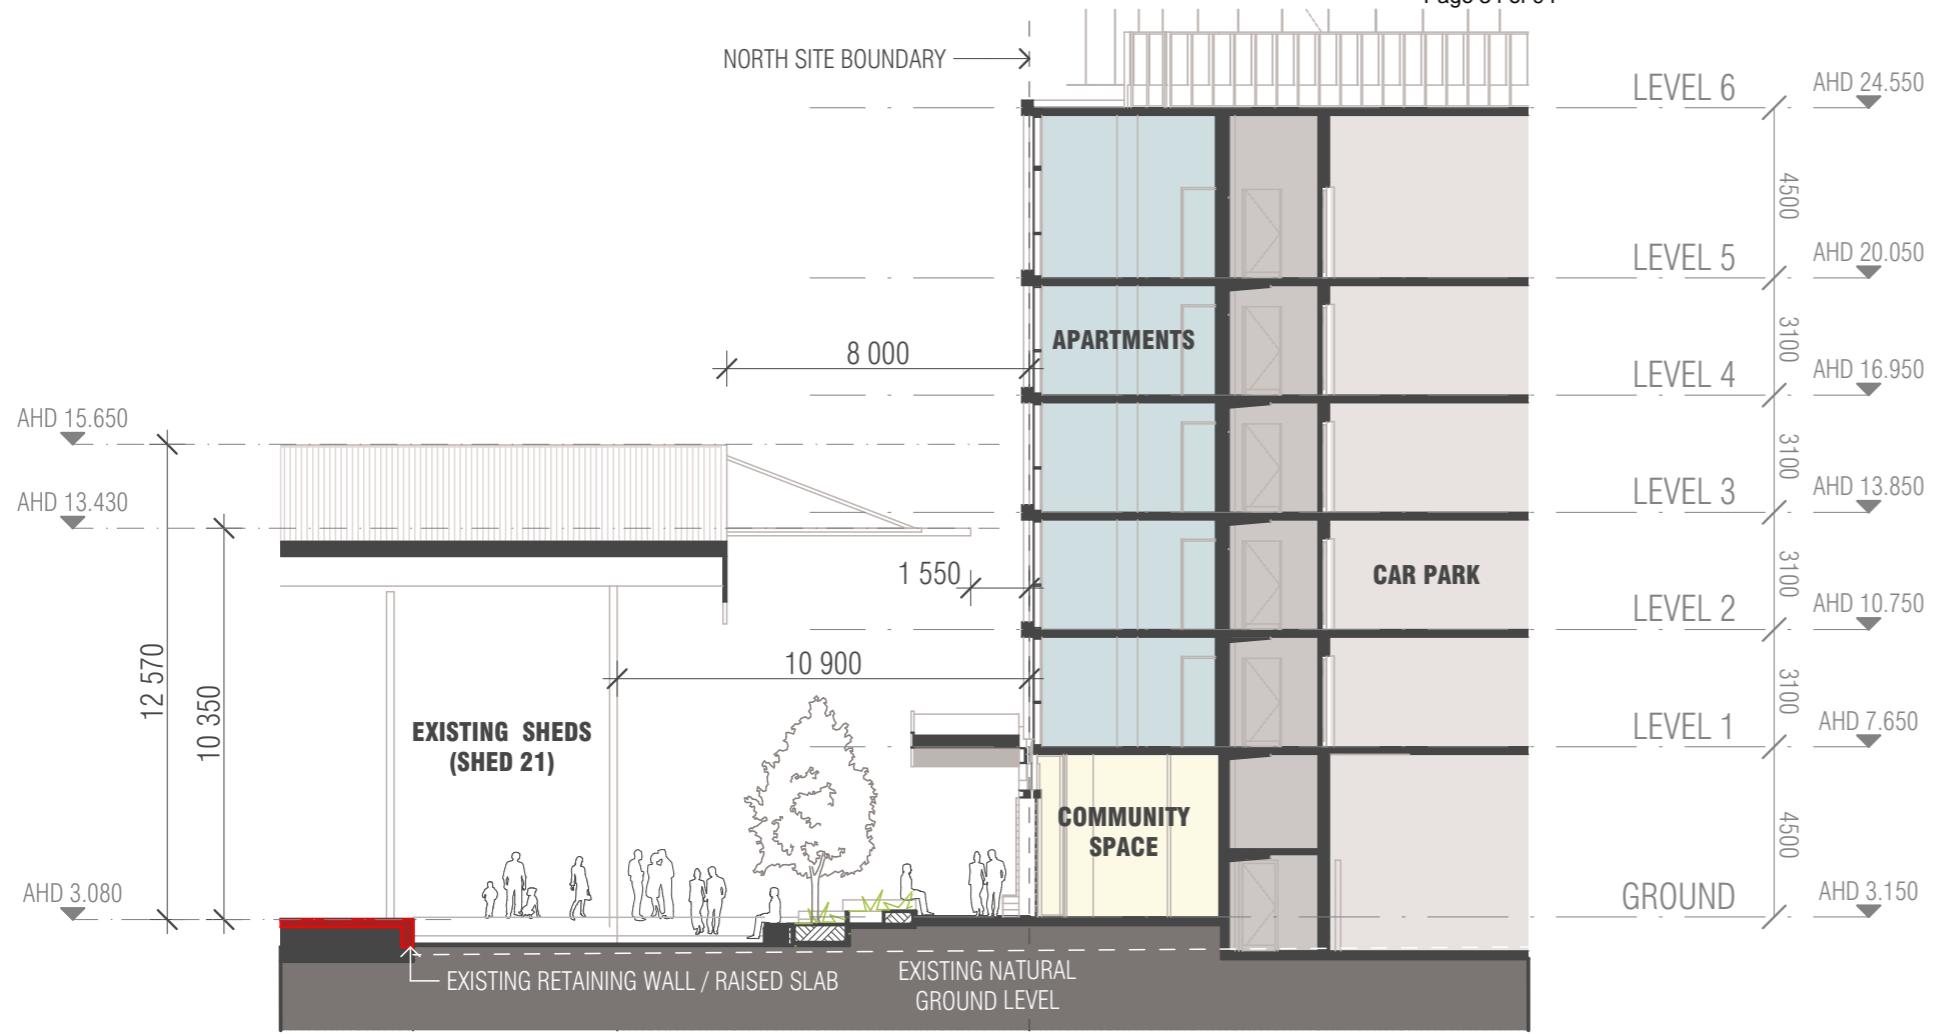 NORTH SITE BOUNDARY
LEVEL 6 AHD 24.550
4500
LEVEL 5 AHD 20.050
3100
LEVEL 4 AHD 16.950
3100
LEVEL 3 AHD 13.850
3100
LEVEL 2 AHD 10.750
3100
LEVEL 1 AHD 7.650
4500
GROUND AHD 3.150
APARTMENTS
8 000
AHD 15.650
AHD 13.430
1 550
CAR PARK
12 570
10 350
10 900
EXISTING SHEDS
(SHED 21)
COMMUNITY
SPACE
AHD 3.080
EXISTING RETAINING WALL / RAISED SLAB
EXISTING NATURAL
GROUND LEVEL